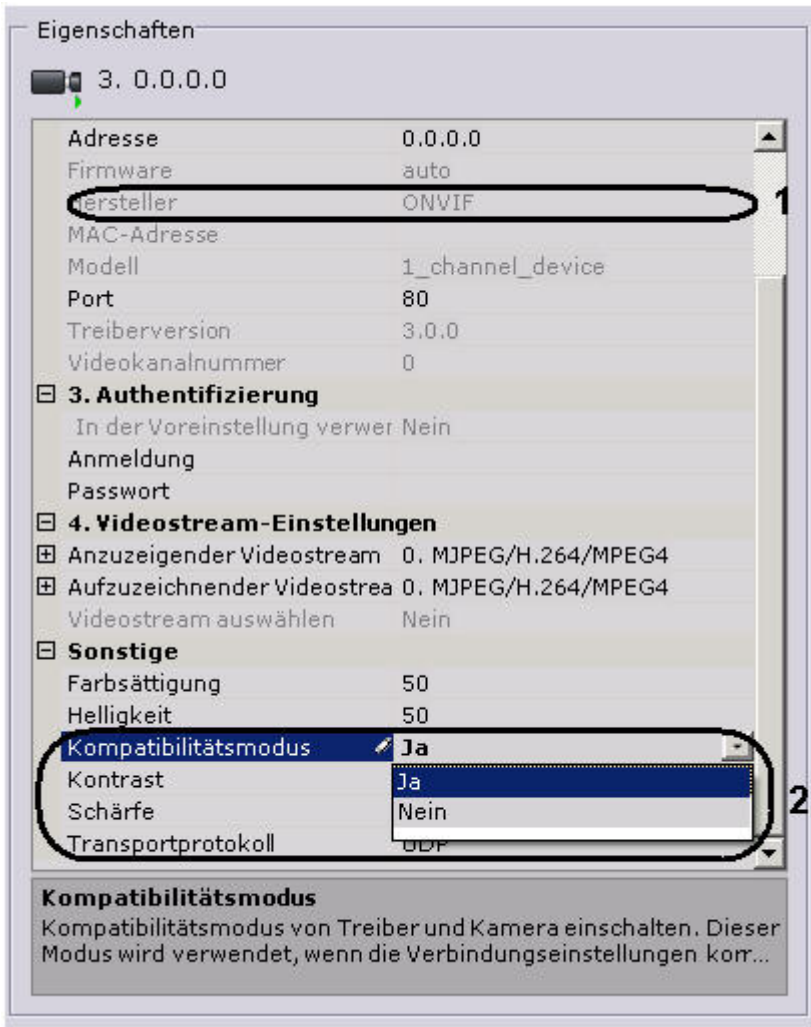 Eigenschaften
3. 0.0.0.0
Adresse 0.0.0.0
Firmware auto
Hersteller ONVIF
1
MAC-Adresse
Modell 1_channel_device
Port 80
Treiberversion 3.0.0
Videokanalnummer 0
3. Authentifizierung
In der Voreinstellung verwer Nein
Anmeldung
Passwort
4. Videostream-Einstellungen
Anzuzeigender Videostream 0. MJPEG/H.264/MPEG4
Aufzuzeichnender Videostrea 0. MJPEG/H.264/MPEG4
Videostream auswählen Nein
Sonstige
Farbsättigung 50
Helligkeit 50
Kompatibilitätsmodus Ja
Kontrast Ja
Schärfe Nein
2
Transportprotokoll UDP
Kompatibilitätsmodus
Kompatibilitätsmodus von Treiber und Kamera einschalten. Dieser
Modus wird verwendet, wenn die Verbindungseinstellungen korr...